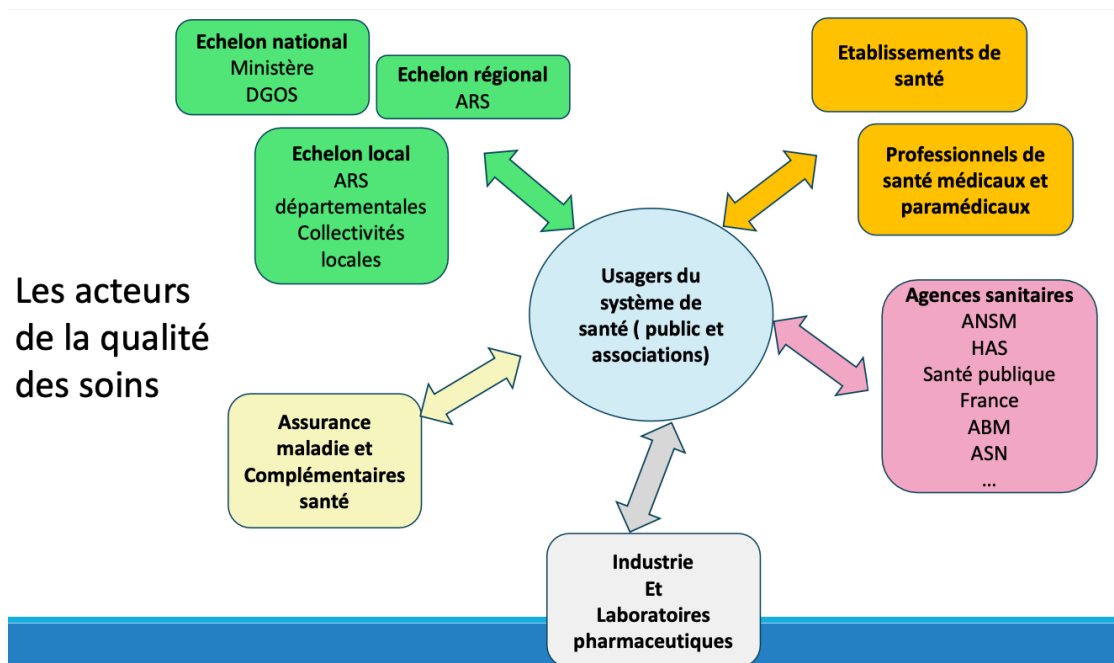 Echelon national
Ministère
DGOS
Echelon régional
ARS
Echelon local
ARS
départementales
Collectivités
locales
Etablissements de
santé
Professionnels de
santé médicaux et
paramédicaux
Les acteurs
de la qualité
des soins
Usagers du
système de
santé ( public et
associations)
Agences sanitaires
ANSM
HAS
Santé publique
France
ABM
ASN
...
Assurance
maladie et
Complémentaires
santé
Industrie
Et
Laboratoires
pharmaceutiques